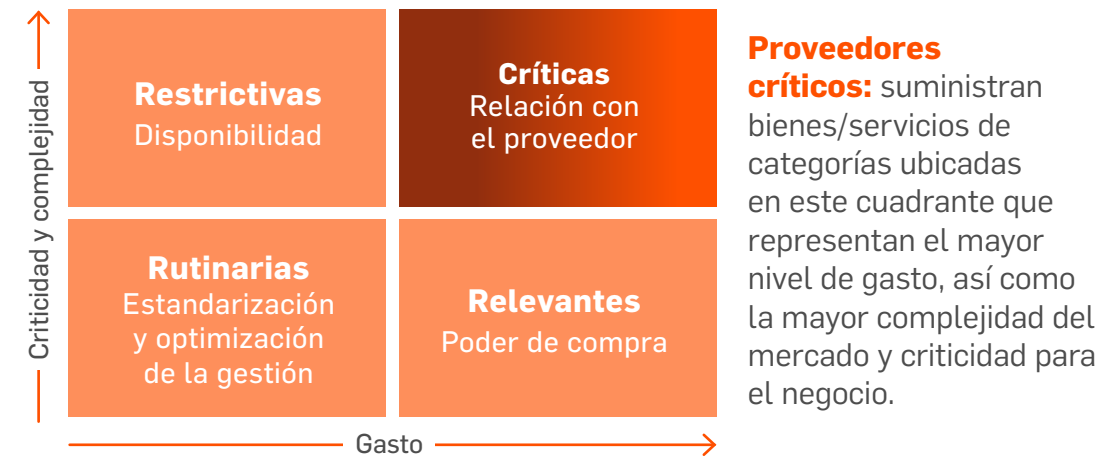 Criticidad y complejidad
Restrictivas
Disponibilidad
Críticas
Relación con
el proveedor
Rutinarias
Estandarización
y optimización
de la gestión
Relevantes
Poder de compra
Gasto
Proveedores
críticos: suministran
bienes/servicios de
categorías ubicadas
en este cuadrante que
representan el mayor
nivel de gasto, así como
la mayor complejidad del
mercado y criticidad para
el negocio.